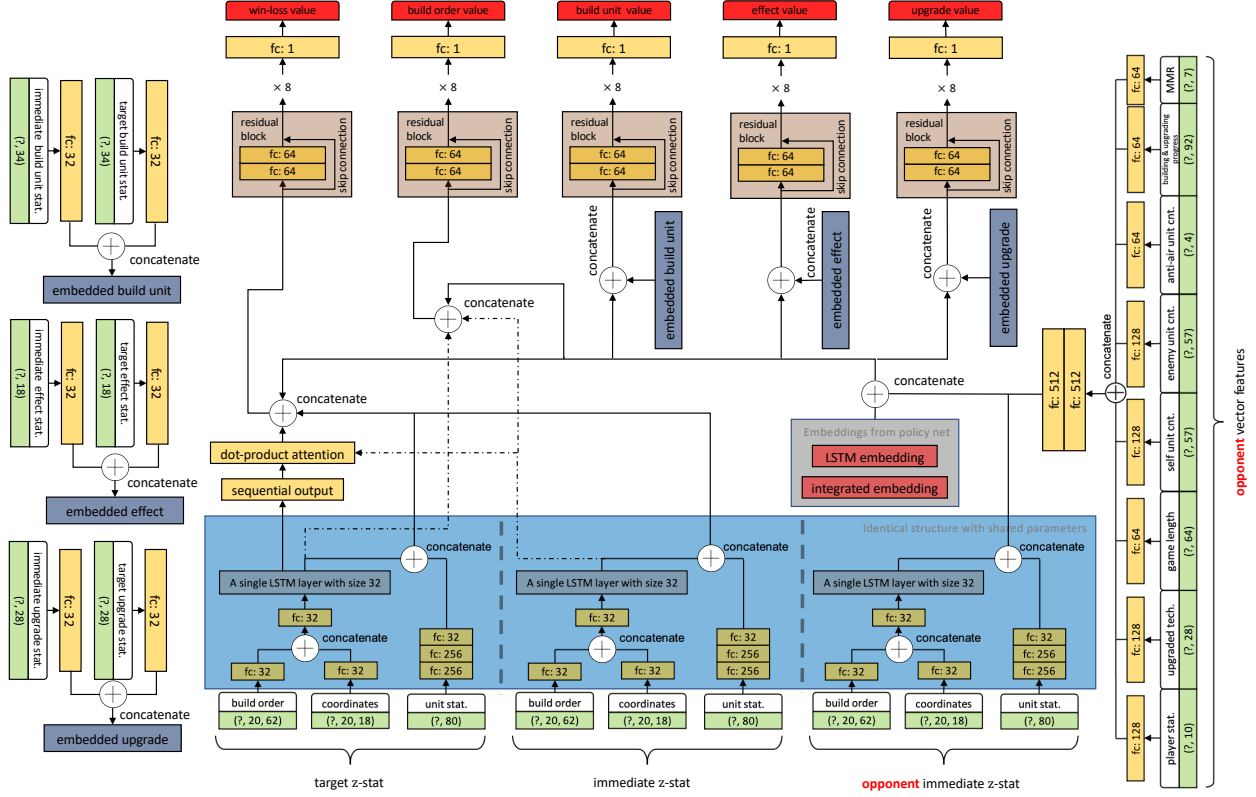 win-loss value
build order value
build unit value
effect value
upgrade value
fc: 1
fc: 1
fc: 1
fc: 1
fc: 1
× 8
× 8
× 8
× 8
× 8
residual
block
fc: 64
fc: 64
skip connection
residual
block
fc: 64
fc: 64
skip connection
residual
block
fc: 64
fc: 64
skip connection
residual
block
fc: 64
fc: 64
skip connection
residual
block
fc: 64
fc: 64
skip connection
(?, 34)
immediate build unit stat.
fc: 32
(?, 34)
target build unit stat.
fc: 32
concatenate
embedded build unit
(?, 18)
immediate effect stat.
fc: 32
(?, 18)
target effect stat.
fc: 32
concatenate
embedded effect
(?, 28)
immediate upgrade stat.
fc: 32
(?, 28)
target upgrade stat.
fc: 32
concatenate
embedded upgrade
concatenate
embedded build unit
concatenate
embedded effect
concatenate
embedded upgrade
concatenate
concatenate
concatenate
dot-product attention
sequential output
Embeddings from policy net
LSTM embedding
integrated embedding
Identical structure with shared parameters
concatenate
A single LSTM layer with size 32
fc: 32
concatenate
fc: 32
fc: 32
fc: 32
fc: 256
fc: 256
concatenate
A single LSTM layer with size 32
fc: 32
concatenate
fc: 32
fc: 32
fc: 32
fc: 256
fc: 256
concatenate
A single LSTM layer with size 32
fc: 32
concatenate
fc: 32
fc: 32
fc: 32
fc: 256
fc: 256
build order
(?, 20, 62)
coordinates
(?, 20, 18)
unit stat.
(?, 80)
build order
(?, 20, 62)
coordinates
(?, 20, 18)
unit stat.
(?, 80)
build order
(?, 20, 62)
coordinates
(?, 20, 18)
unit stat.
(?, 80)
target z-stat
immediate z-stat
opponent immediate z-stat
fc: 512
fc: 512
concatenate
fc: 64
MMR
(?, 7)
fc: 64
building & upgrading
progress
(?, 92)
fc: 64
anti-air unit cnt.
(?, 4)
fc: 128
enemy unit cnt.
(?, 57)
fc: 128
self unit cnt.
(?, 57)
fc: 64
game length
(?, 64)
fc: 128
upgraded tech.
(?, 28)
fc: 128
player stat.
(?, 10)
opponent vector features